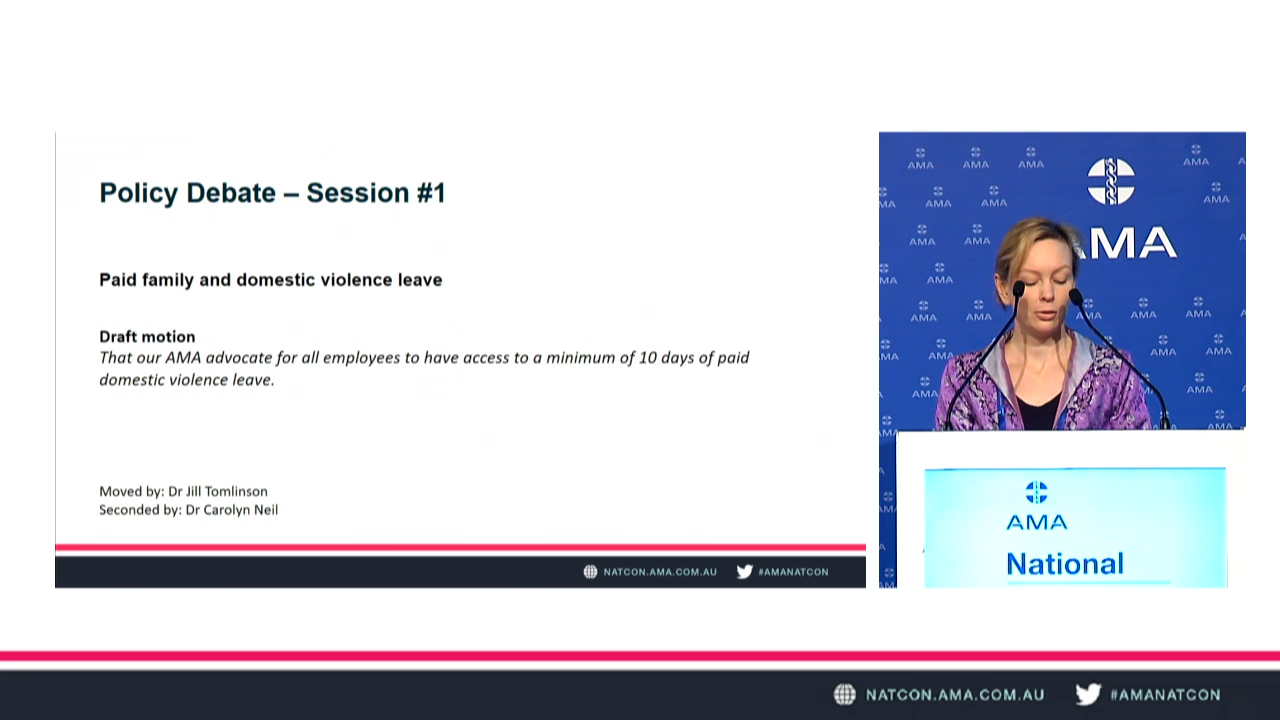 Policy Debate – Session #1
Paid family and domestic violence leave
Draft motion
That our AMA advocate for all employees to have access to a minimum of 10 days of paid
domestic violence leave.
Moved by: Dr Jill Tomlinson
Seconded by: Dr Carolyn Neil
NATCON.AMA.COM.AU #AMANATCON
AMA
AMA
National
NATCON.AMA.COM.AU #AMANATCON